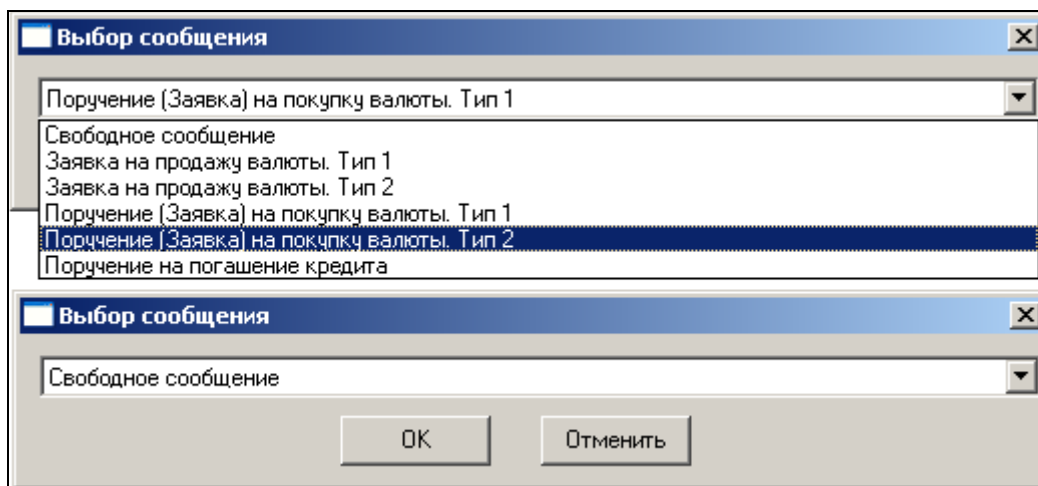 Выбор сообщения
Поручение (Заявка) на покупку валюты. Тип 1
Свободное сообщение
Заявка на продажу валюты. Тип 1
Заявка на продажу валюты. Тип 2
Поручение (Заявка) на покупку валюты. Тип 1
Поручение (Заявка) на покупку валюты. Тип 2
Поручение на погашение кредита
Выбор сообщения
Свободное сообщение
OK Отменить